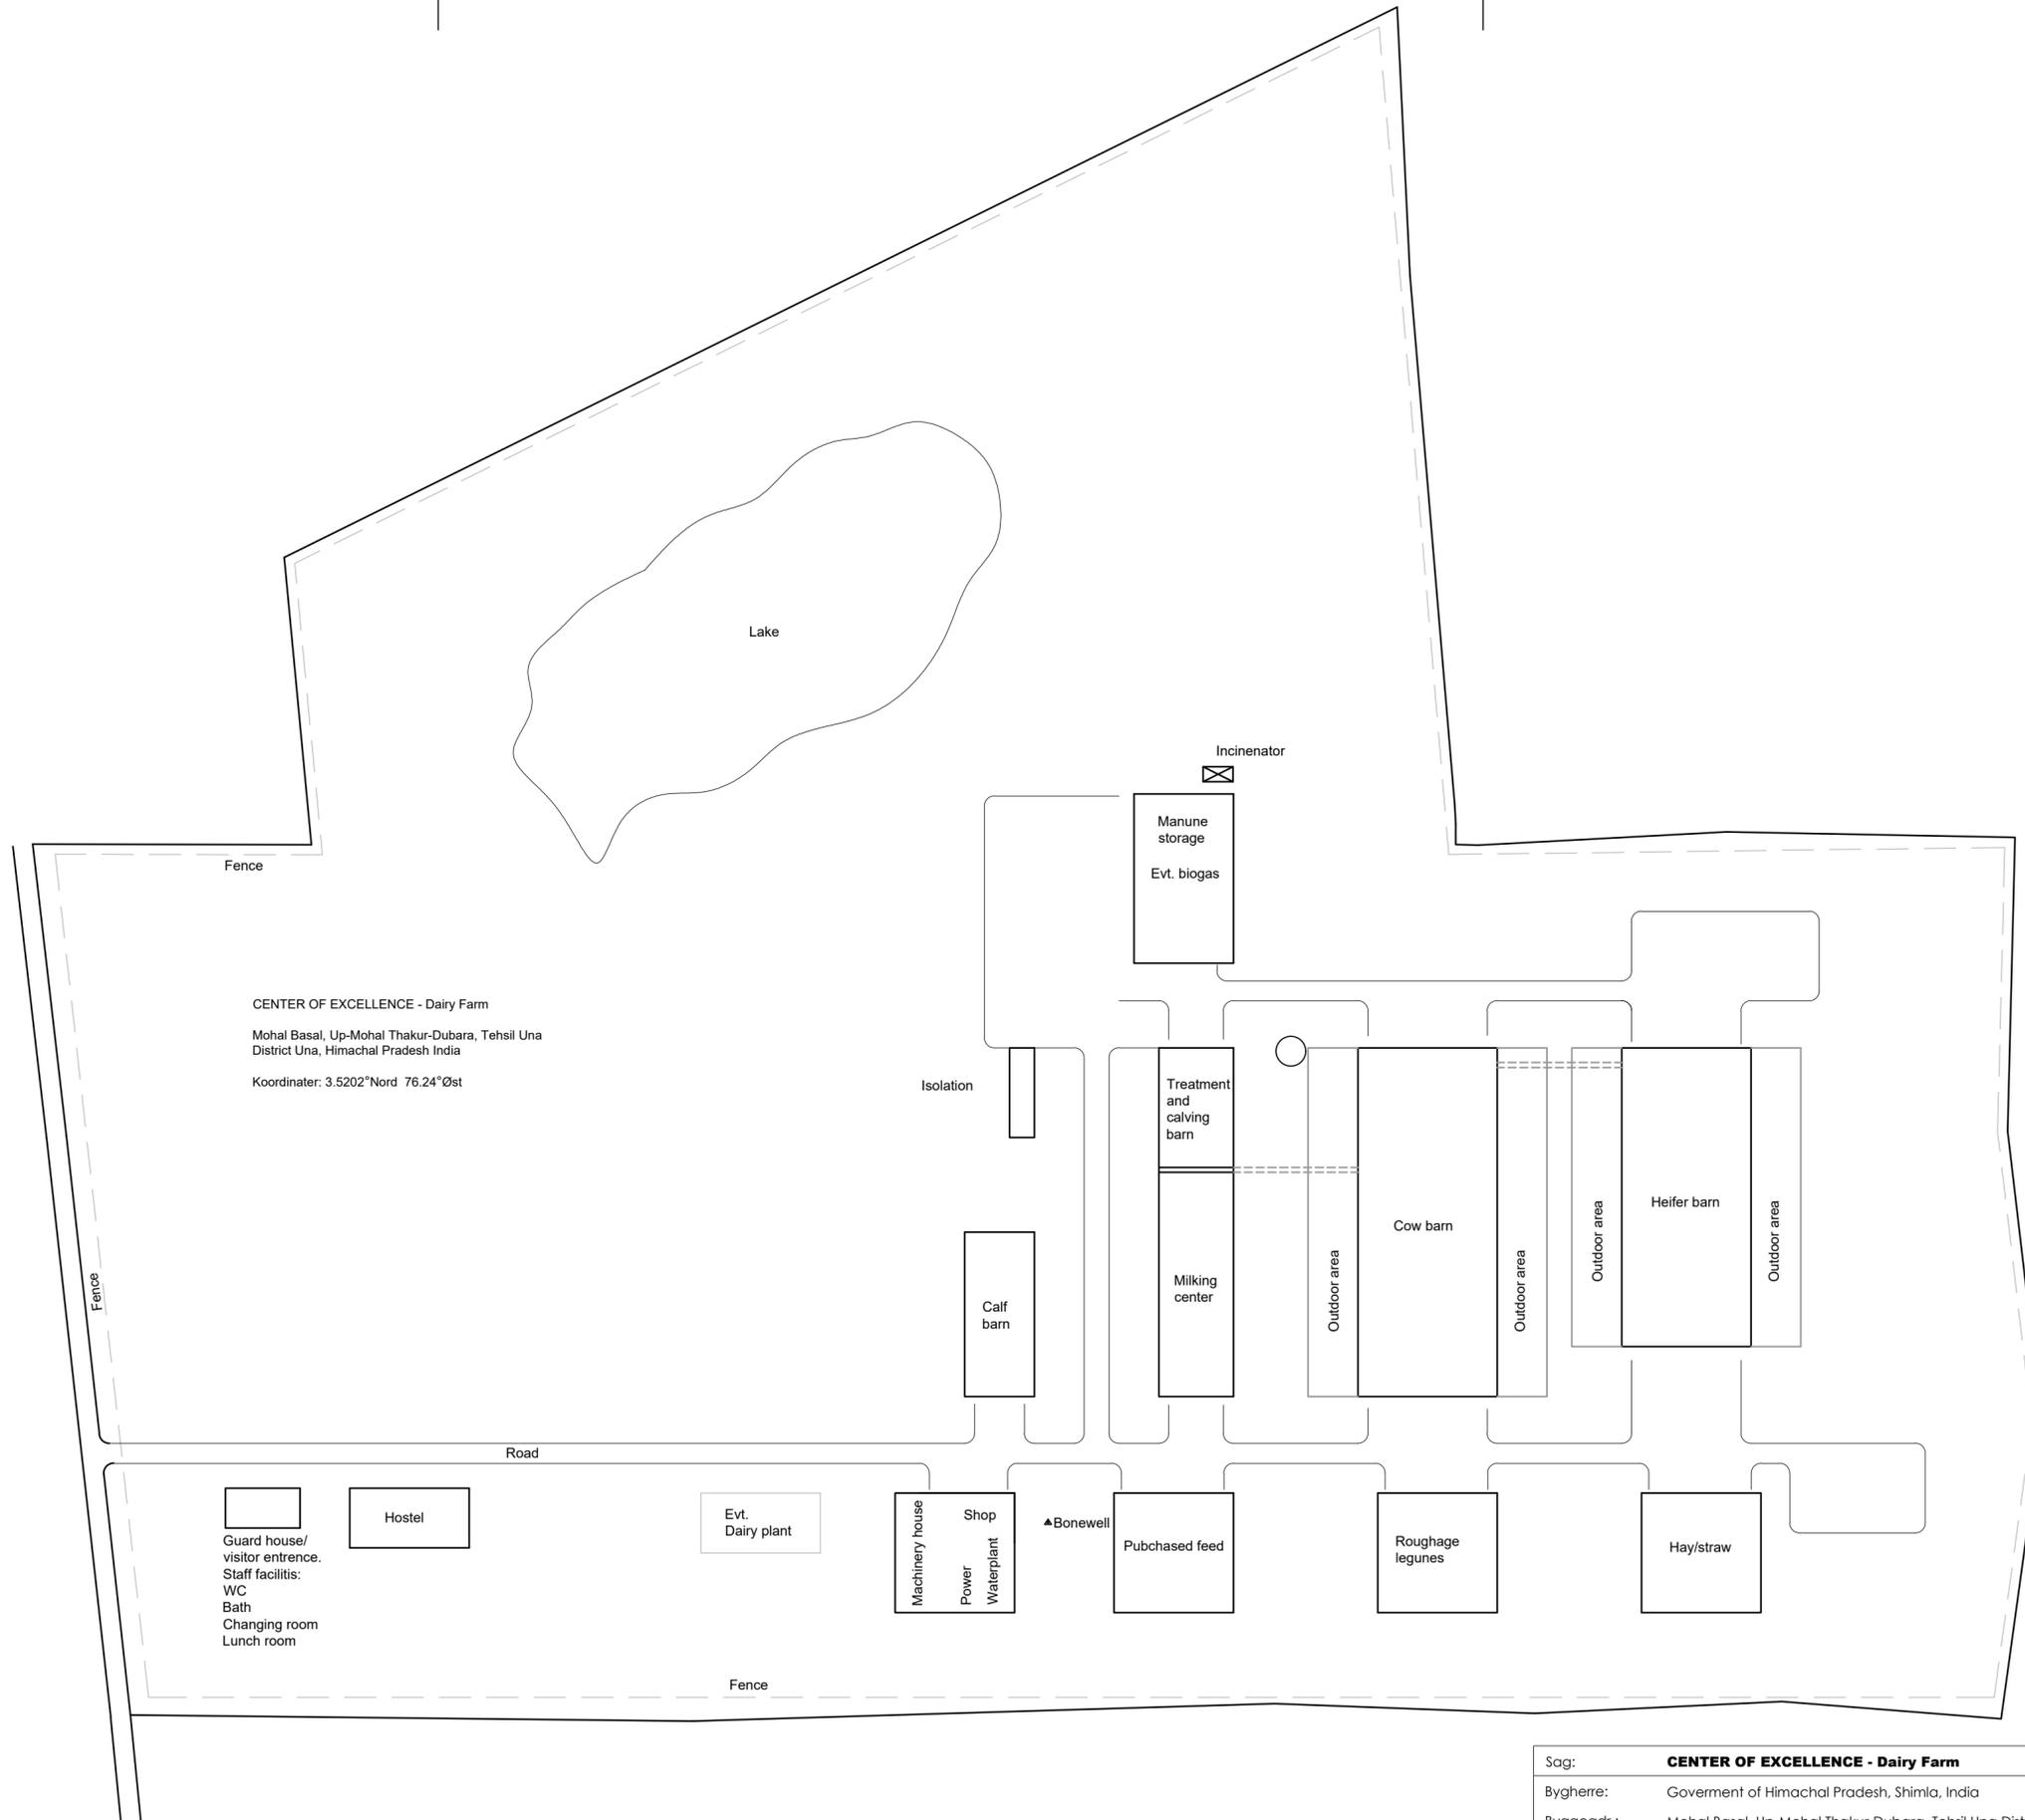 Lake
Incinenator
Manune
storage
Evt. biogas
Fence
CENTER OF EXCELLENCE - Dairy Farm
Mohal Basal, Up-Mohal Thakur-Dubara, Tehsil Una
District Una, Himachal Pradesh India
Koordinater: 3.5202°Nord 76.24°Øst
Isolation
Treatment
and
calving
barn
Cow barn
Heifer barn
Outdoor area
Outdoor area
Outdoor area
Outdoor area
Milking
center
Calf
barn
Fence
Road
Guard house/
visitor entrence.
Staff facilitis:
WC
Bath
Changing room
Lunch room
Hostel
Evt.
Dairy plant
Machinery house
Shop
Power
Waterplant
Bonewell
Pubchased feed
Roughage
legunes
Hay/straw
Fence
Sag: CENTER OF EXCELLENCE - Dairy Farm
Bygherre: Goverment of Himachal Pradesh, Shimla, India